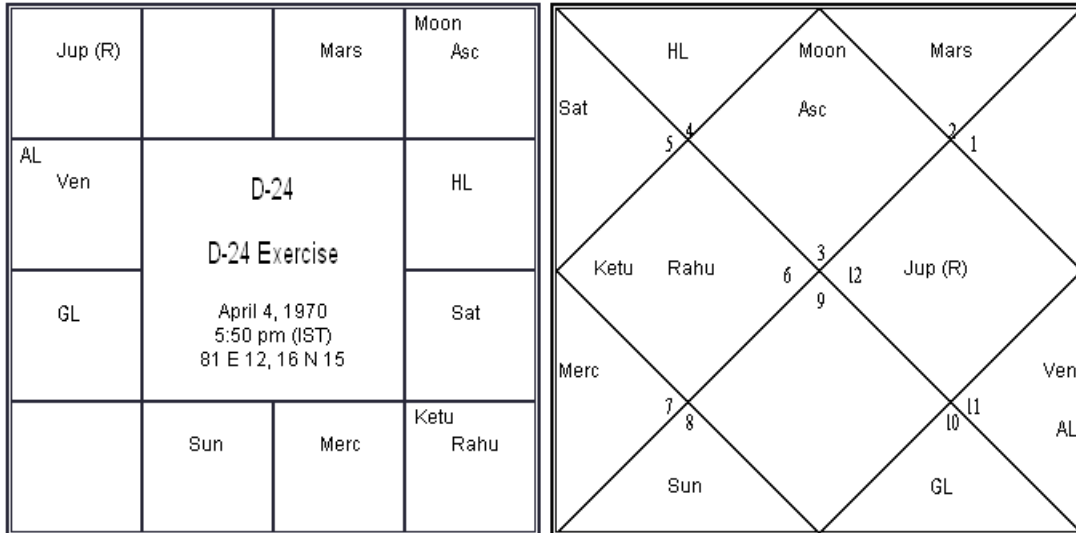 Jup (R)
Mars
Moon
Asc
AL
Ven
D-24
D-24 Exercise
April 4, 1970
5:50 pm (IST)
81 E 12, 16 N 15
HL
GL
Sat
Sun
Merc
Ketu
Rahu
HL
Moon
Mars
Sat
Asc
4
2
5
1
Ketu Rahu
3
6
12
Jup (R)
9
Merc
Ven
7
11
8
10
AL
Sun
GL